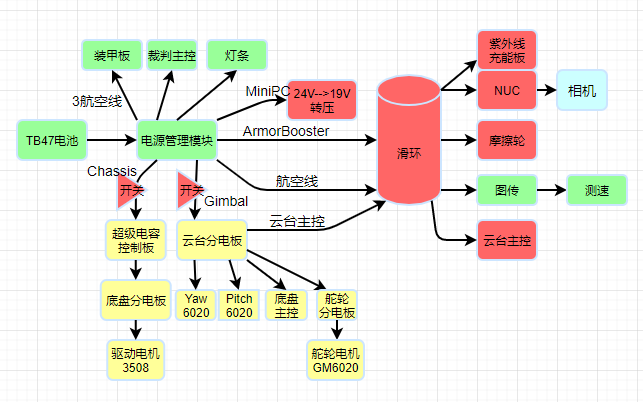 装甲板
裁判主控
灯条
紫外线
充能板
3航空线
MiniPC
24V-->19V
转压
NUC
相机
TB47电池
电源管理模块
ArmorBooster
滑环
摩擦轮
Chassis
开关
开关
Gimbal
航空线
图传
测速
超级电容
控制板
云台分电板
云台主控
云台主控
底盘分电板
Yaw
6020
Pitch
6020
底盘
主控
舵轮
分电板
驱动电机
3508
舵轮电机
GM6020